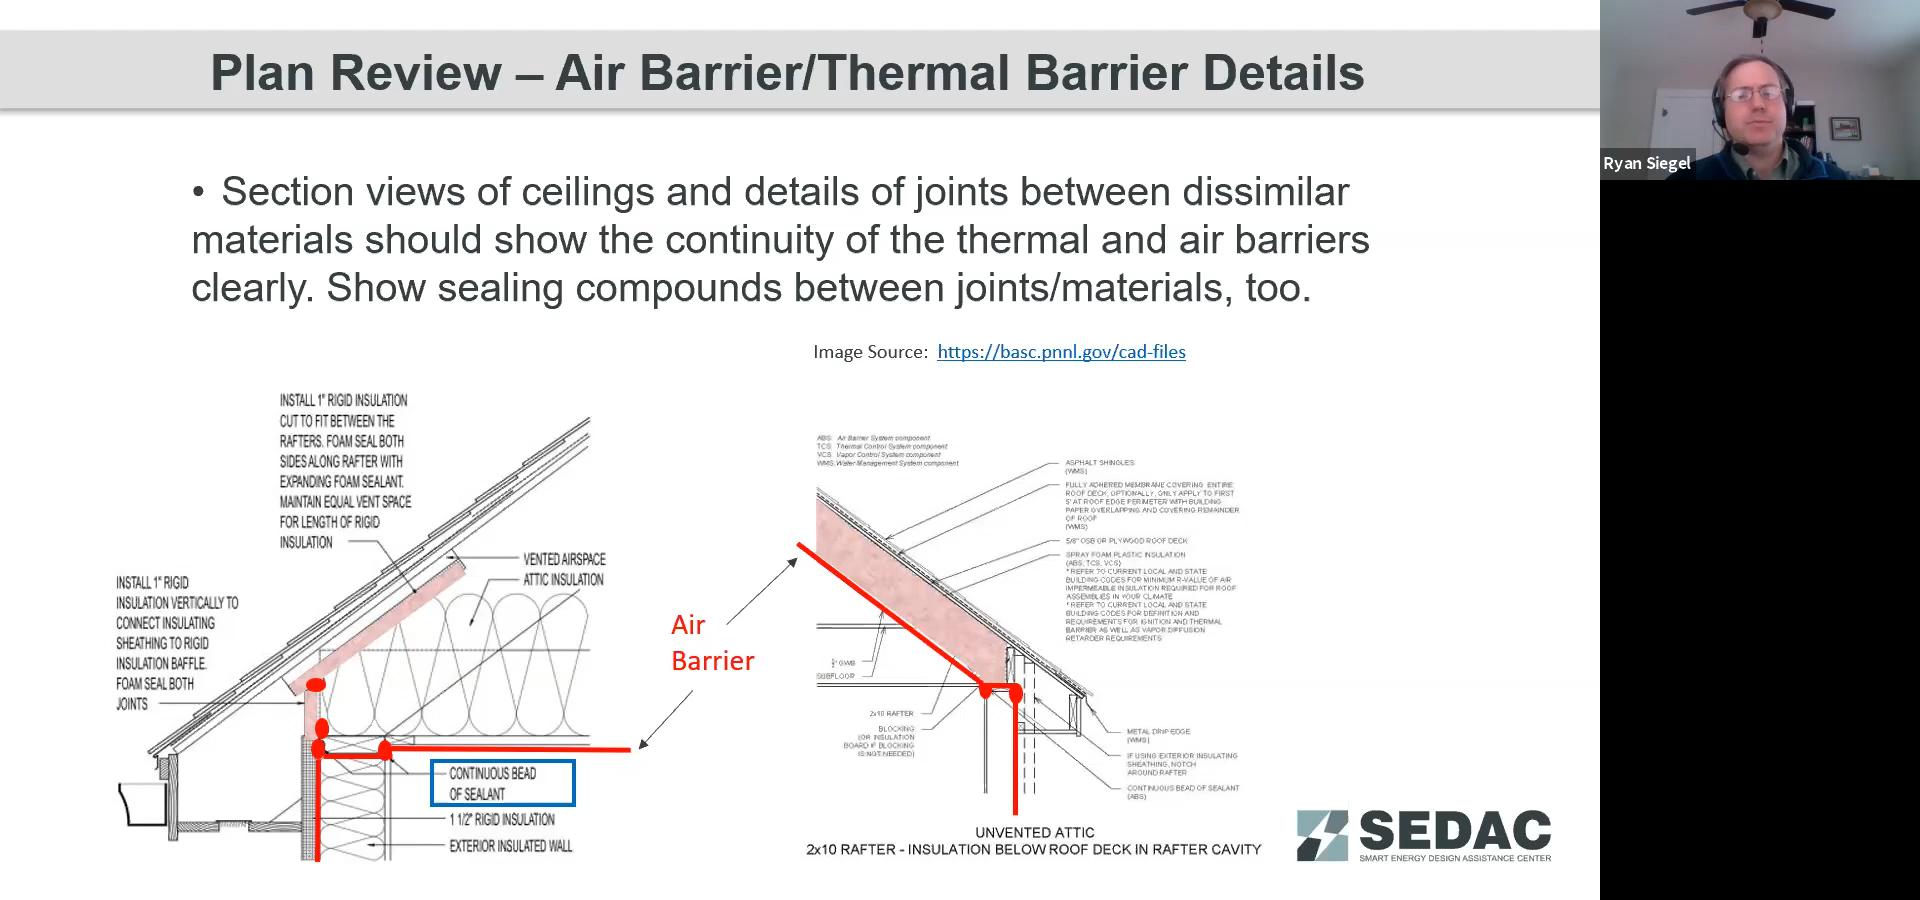 Plan Review – Air Barrier/Thermal Barrier Details
Ryan Siegel
• Section views of ceilings and details of joints between dissimilar
materials should show the continuity of the thermal and air barriers
clearly. Show sealing compounds between joints/materials, too.
Image Source: https://basc.pnnl.gov/cad-files
INSTALL 1" RIGID INSULATION
CUT TO FIT BETWEEN THE
RAFTERS. FOAM SEAL BOTH
SIDES ALONG RAFTER WITH
EXPANDING FOAM SEALANT.
MAINTAIN EQUAL VENT SPACE
FOR LENGTH OF RIGID
INSULATION
VENTED AIRSPACE
ATTIC INSULATION
INSTALL 1" RIGID
INSULATION VERTICALLY TO
CONNECT INSULATING
SHEATHING TO RIGID
INSULATION BAFFLE.
FOAM SEAL BOTH
JOINTS
CONTINUOUS BEAD
OF SEALANT
1 1/2" RIGID INSULATION
EXTERIOR INSULATED WALL
Air
Barrier
ABS: Air Barrier System component
TCS: Thermal Control System component
VCS: Vapor Control System component
WMS: Water Management System component
ASPHALT SHINGLES
(WMS)
FULLY ADHERED MEMBRANE COVERING ENTIRE
ROOF DECK, OPTIONALLY, ONLY APPLY TO FIRST
5' AT ROOF EDGE PERIMETER WITH BUILDING
PAPER OVERLAPPING AND COVERING REMAINDER
OF ROOF
(WMS)
5/8" OSB OR PLYWOOD ROOF DECK
SPRAY FOAM PLASTIC INSULATION
(ABS, TCS, VCS)
* REFER TO CURRENT LOCAL AND STATE
BUILDING CODES FOR MINIMUM R-VALUE OF AIR
IMPERMEABLE INSULATION REQUIRED FOR ROOF
ASSEMBLIES IN YOUR CLIMATE
* REFER TO CURRENT LOCAL AND STATE
BUILDING CODES FOR DEFINITION AND
REQUIREMENTS FOR IGNITION AND THERMAL
BARRIER AS WELL AS VAPOR DIFFUSION
RETARDER REQUIREMENTS
½" GWB
SUBFLOOR
2x10 RAFTER
BLOCKING
(OR INSULATION
BOARD IF BLOCKING
IS NOT NEEDED)
METAL DRIP EDGE
(WMS)
IF USING EXTERIOR INSULATING
SHEATHING, NOTCH
AROUND RAFTER
CONTINUOUS BEAD OF SEALANT
(ABS)
UNVENTED ATTIC
2x10 RAFTER - INSULATION BELOW ROOF DECK IN RAFTER CAVITY
SEDAC
SMART ENERGY DESIGN ASSISTANCE CENTER